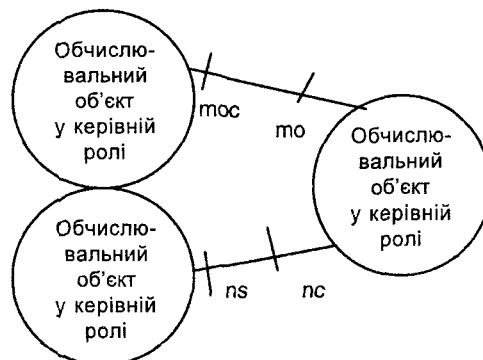 Обчислю-
вальний
об'єкт
у керівній
ролі
moc
mo
Обчислю-
вальний
об'єкт
у керівній
ролі
Обчислю-
вальний
об'єкт
у керівній
ролі
ns
nc